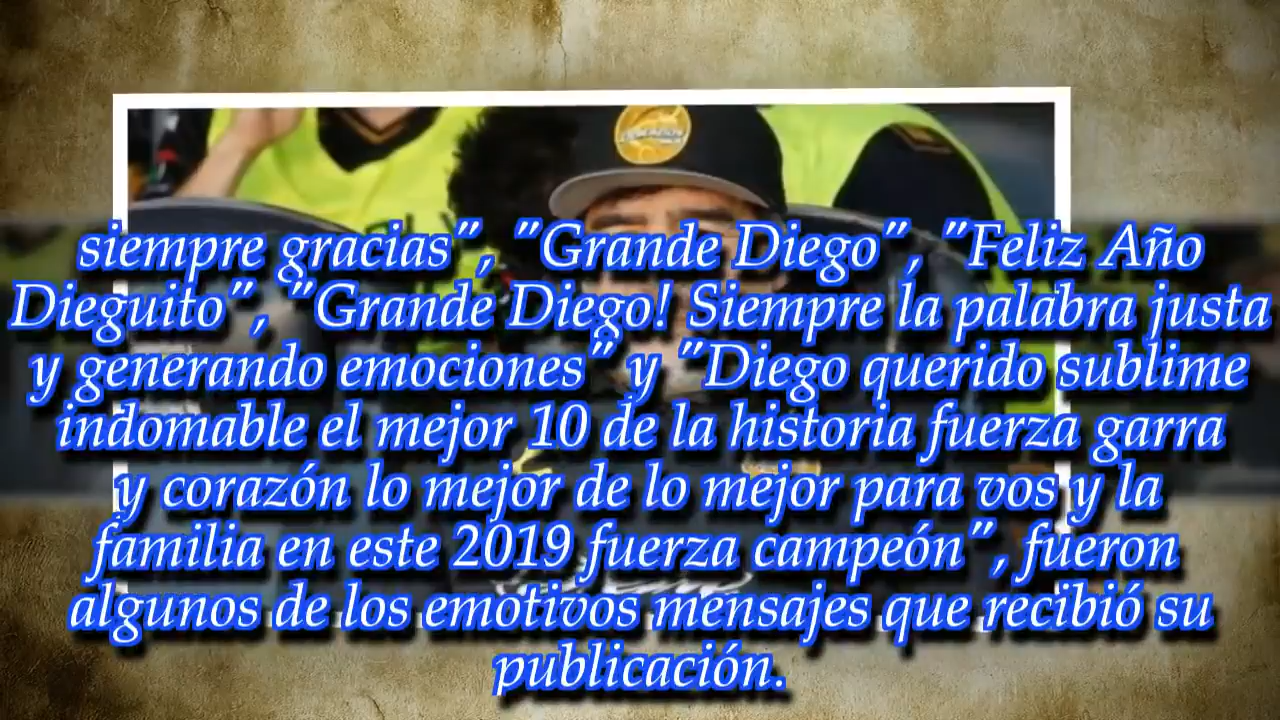 siempre gracias", "Grande Diego", "Feliz Año
Dieguito", "Grande Diego! Siempre la palabra justa
y generando emociones" y "Diego querido sublime
indomable el mejor 10 de la historia fuerza garra
y corazón lo mejor de lo mejor para vos y la
familia en este 2019 fuerza campeón", fueron
algunos de los emotivos mensajes que recibió su
publicación.